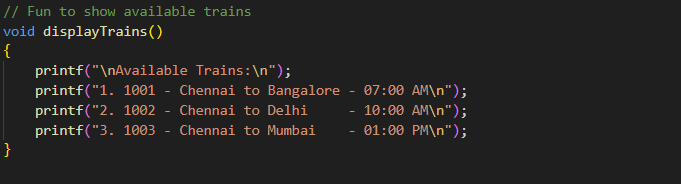 // Fun to show available trains
void displayTrains()
{
    printf("\nAvailable Trains:\n");
    printf("1. 1001 - Chennai to Bangalore - 07:00 AM\n");
    printf("2. 1002 - Chennai to Delhi     - 10:00 AM\n");
    printf("3. 1003 - Chennai to Mumbai    - 01:00 PM\n");
}